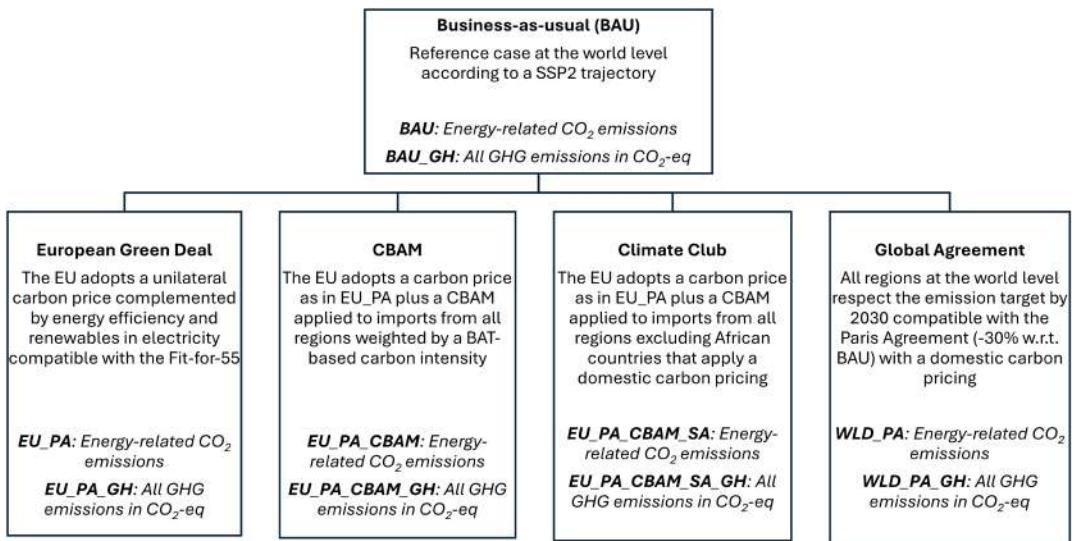 Business-as-usual (BAU)
Reference case at the world level
according to a SSP2 trajectory
BAU: Energy-related CO₂ emissions
BAU_GH: All GHG emissions in CO₂-eq
European Green Deal
The EU adopts a unilateral
carbon price complemented
by energy efficiency and
renewables in electricity
compatible with the Fit-for-55
EU_PA: Energy-related CO₂
emissions
EU_PA_GH: All GHG
emissions in CO₂-eq
CBAM
The EU adopts a carbon price
as in EU_PA plus a CBAM
applied to imports from all
regions weighted by a BAT-
based carbon intensity
EU_PA_CBAM: Energy-
related CO₂ emissions
EU_PA_CBAM_GH: All GHG
emissions in CO₂-eq
Climate Club
The EU adopts a carbon price
as in EU_PA plus a CBAM
applied to imports from all
regions excluding African
countries that apply a
domestic carbon pricing
EU_PA_CBAM_SA: Energy-
related CO₂ emissions
EU_PA_CBAM_SA_GH: All
GHG emissions in CO₂-eq
Global Agreement
All regions at the world level
respect the emission target by
2030 compatible with the
Paris Agreement (-30% w.r.t.
BAU) with a domestic carbon
pricing
WLD_PA: Energy-related CO₂
emissions
WLD_PA_GH: All GHG
emissions in CO₂-eq